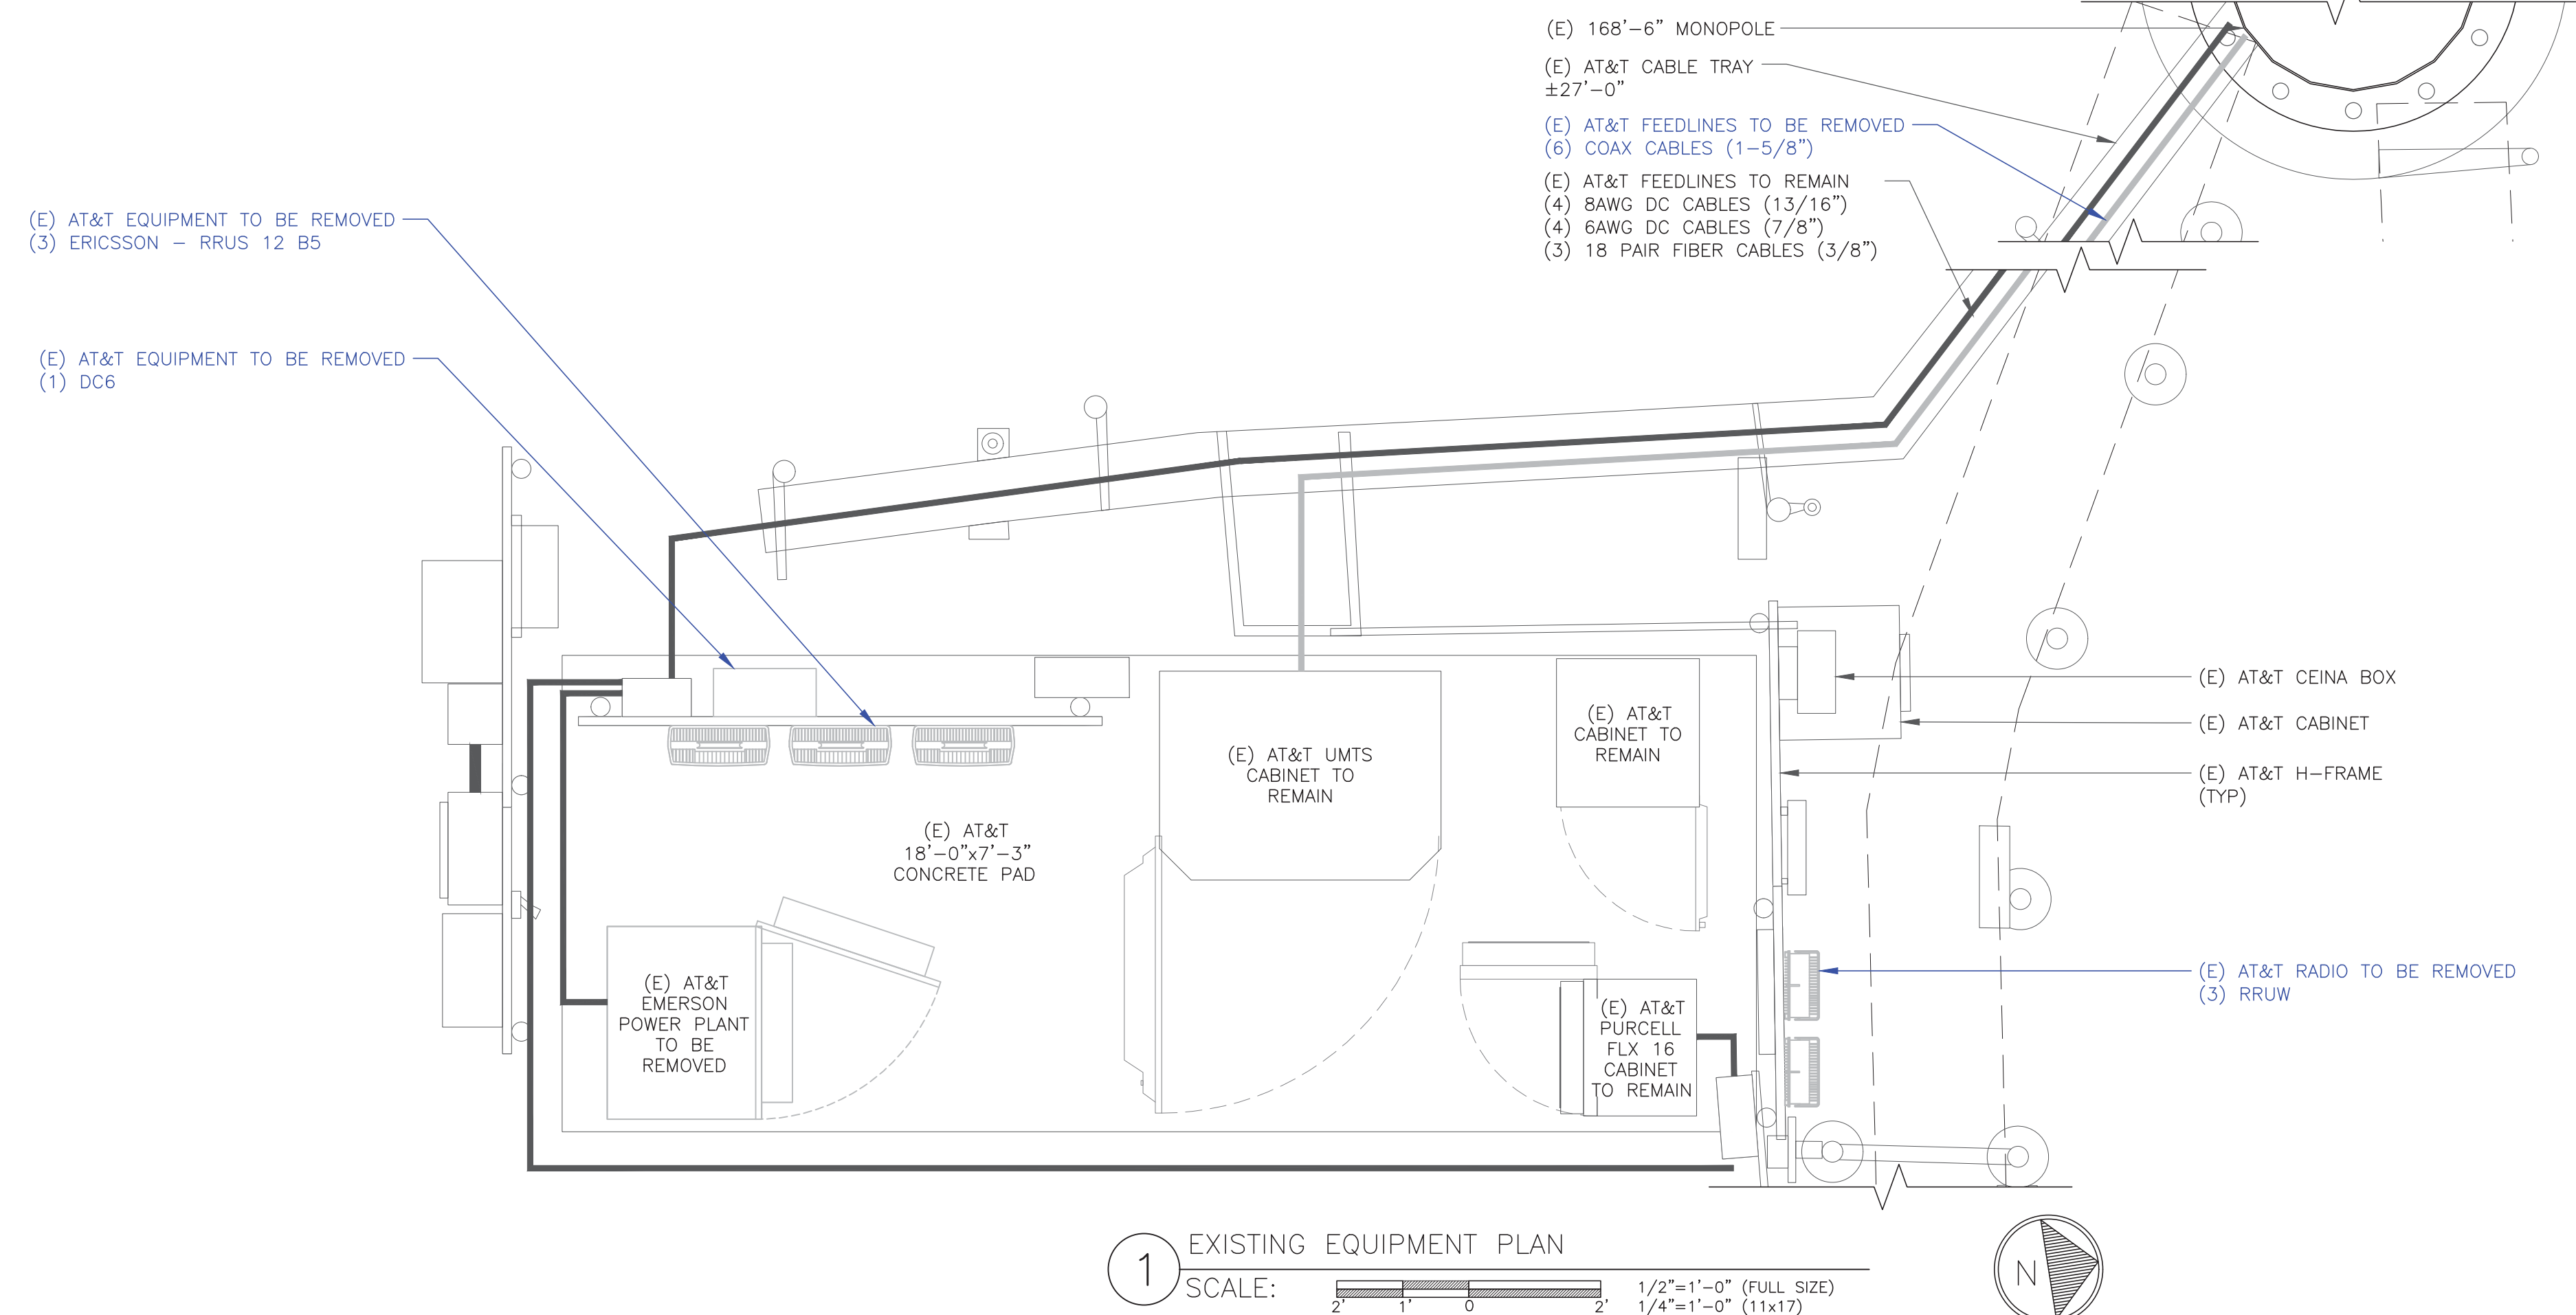 (E) 168'-6" MONOPOLE
(E) AT&T CABLE TRAY
±27'-0"
(E) AT&T FEEDLINES TO BE REMOVED
(6) COAX CABLES (1-5/8")
(E) AT&T FEEDLINES TO REMAIN
(4) 8AWG DC CABLES (13/16")
(4) 6AWG DC CABLES (7/8")
(3) 18 PAIR FIBER CABLES (3/8")
(E) AT&T EQUIPMENT TO BE REMOVED
(3) ERICSSON - RRUS 12 B5
(E) AT&T EQUIPMENT TO BE REMOVED
(1) DC6
(E) AT&T CEINA BOX
(E) AT&T CABINET
(E) AT&T H-FRAME
(TYP)
(E) AT&T UMTS
CABINET TO
REMAIN
(E) AT&T
CABINET TO
REMAIN
(E) AT&T
18'-0"x7'-3"
CONCRETE PAD
(E) AT&T
EMERSON
POWER PLANT
TO BE
REMOVED
(E) AT&T
PURCELL
FLX 16
CABINET
TO REMAIN
(E) AT&T RADIO TO BE REMOVED
(3) RRUW
1
EXISTING EQUIPMENT PLAN
SCALE:
2' 1' 0 2'
1/2"=1'-0" (FULL SIZE)
1/4"=1'-0" (11x17)
N